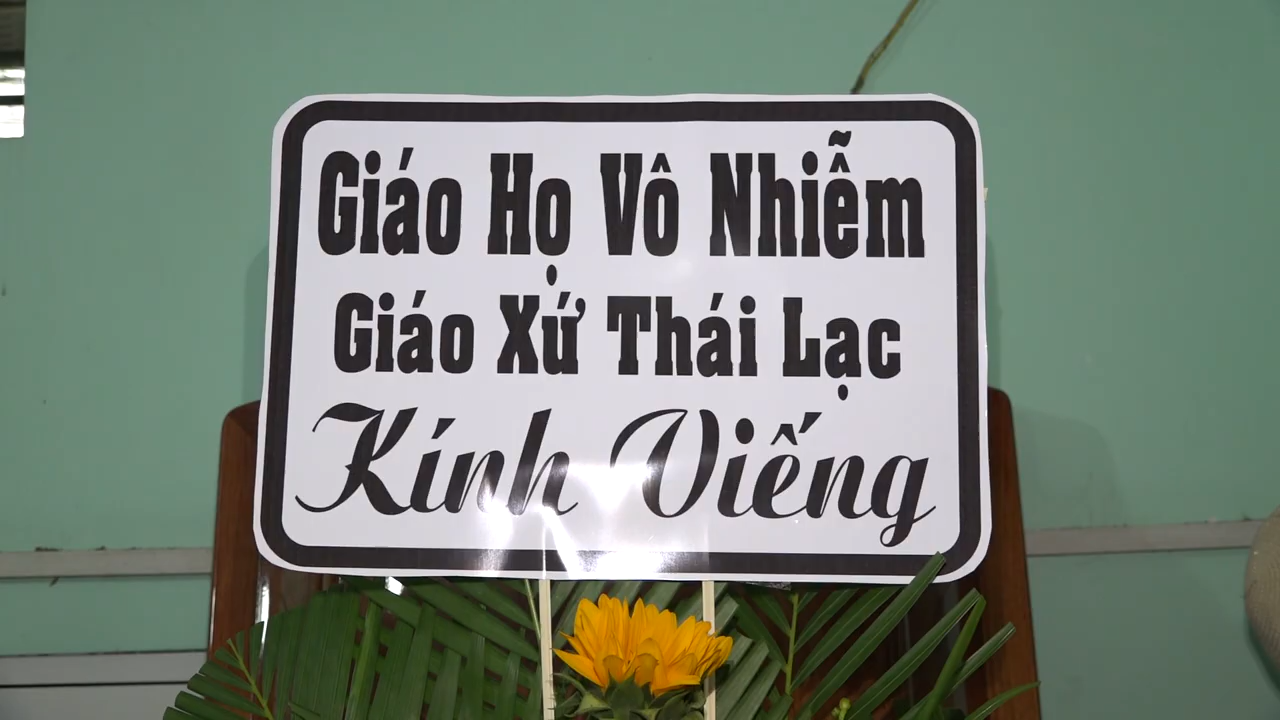 Giáo Họ Vô Nhiễm
Giáo Xứ Thái Lạc
Kính Viếng